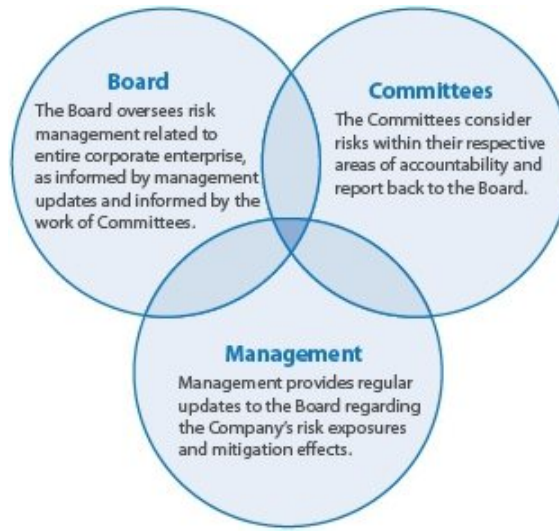 Board
The Board oversees risk
management related to
entire corporate enterprise,
as informed by management
updates and informed by the
work of Committees.
Committees
The Committees consider
risks within their respective
areas of accountability and
report back to the Board.
Management
Management provides regular
updates to the Board regarding
the Company's risk exposures
and mitigation effects.